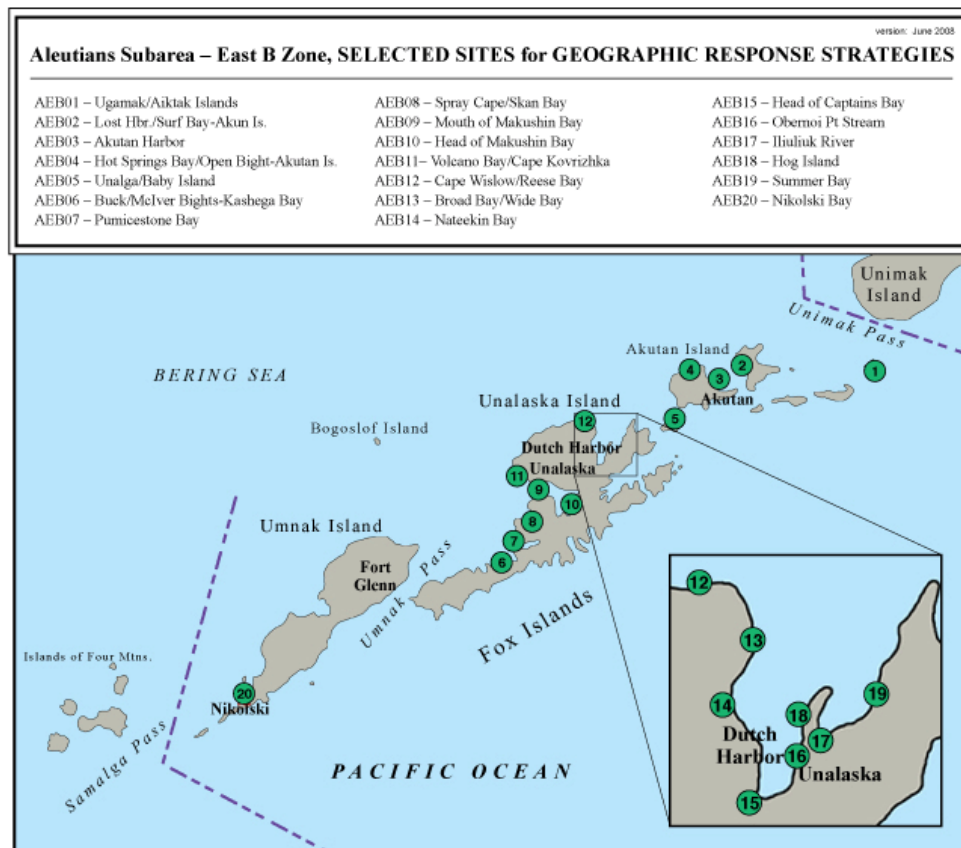 version: June 2008
Aleutians Subarea – East B Zone, SELECTED SITES for GEOGRAPHIC RESPONSE STRATEGIES
AEB01 – Ugamak/Aiktak Islands
AEB02 – Lost Hbr./Surf Bay-Akun Is.
AEB03 – Akutan Harbor
AEB04 – Hot Springs Bay/Open Bight-Akutan Is.
AEB05 – Unalga/Baby Island
AEB06 – Buck/McIver Bights-Kashega Bay
AEB07 – Pumicestone Bay
AEB08 – Spray Cape/Skan Bay
AEB09 – Mouth of Makushin Bay
AEB10 – Head of Makushin Bay
AEB11– Volcano Bay/Cape Kovrizhka
AEB12 – Cape Wislow/Reese Bay
AEB13 – Broad Bay/Wide Bay
AEB14 – Nateekin Bay
AEB15 – Head of Captains Bay
AEB16 – Obernoi Pt Stream
AEB17 – Iliuliuk River
AEB18 – Hog Island
AEB19 – Summer Bay
AEB20 – Nikolski Bay
Unimak
Island
Unimak Pass
Akutan Island
2
4
3
1
Akutan
BERING SEA
Unalaska Island
5
12
Bogoslof Island
Dutch Harbor
Unalaska
11
9
10
8
7
6
Umnak Island
Fort
Glenn
Umnak Pass
Fox Islands
Islands of Four Mtns.
20
Nikolski
Samalga Pass
PACIFIC OCEAN
12
13
14
19
18
17
16
15
Dutch
Harbor
Unalaska